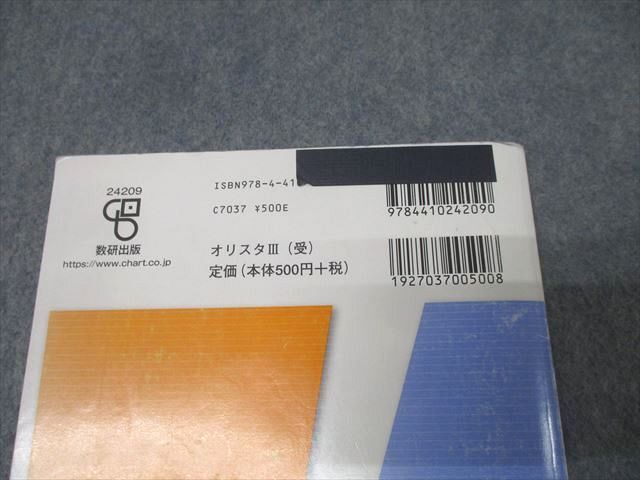 24209
数研出版
https://www.chart.co.jp
ISBN978-4-41
C7037 ¥500E
オリスタⅢ(受)
定価(本体500円+税)
9784410242090
1927037005008